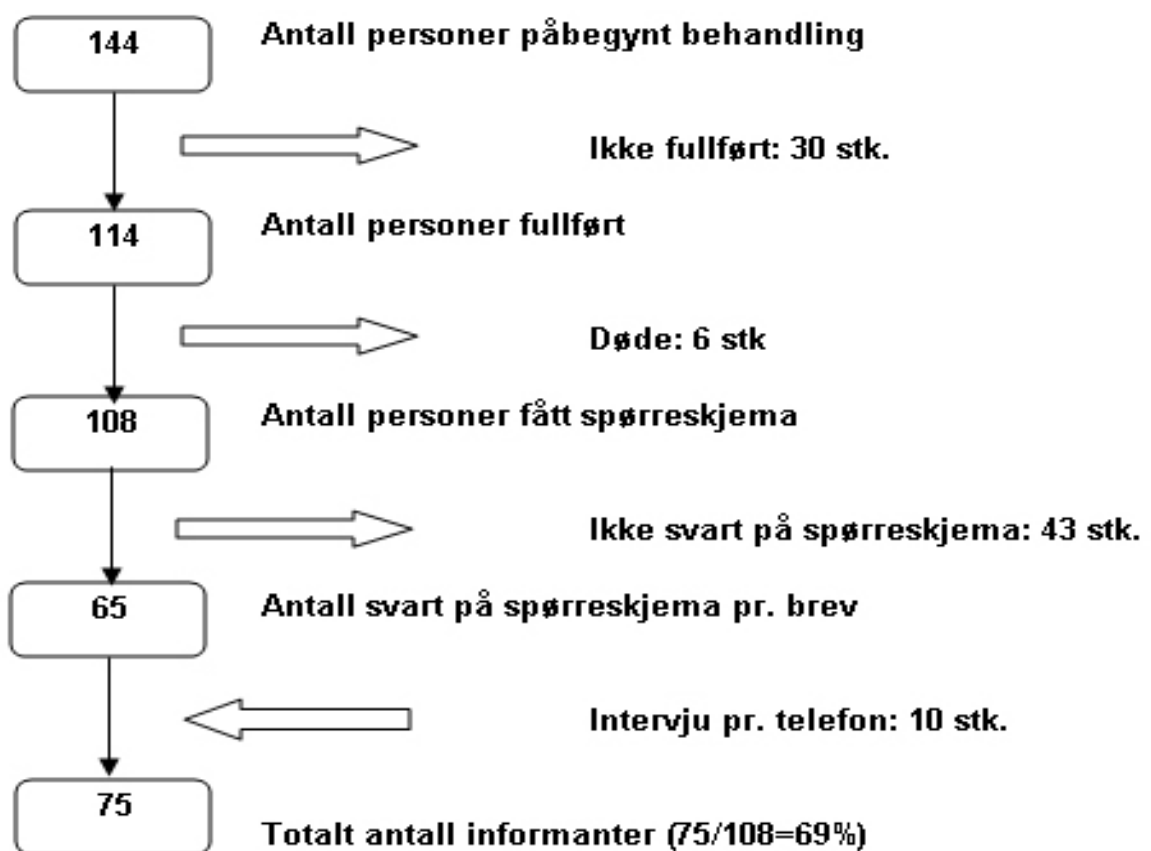 144 Antall personer påbegynt behandling
Ikke fullført: 30 stk.
114 Antall personer fullført
Døde: 6 stk
108 Antall personer fått spørreskjema
Ikke svart på spørreskjema: 43 stk.
65 Antall svart på spørreskjema pr. brev
Intervju pr. telefon: 10 stk.
75
Totalt antall informanter (75/108=69%)